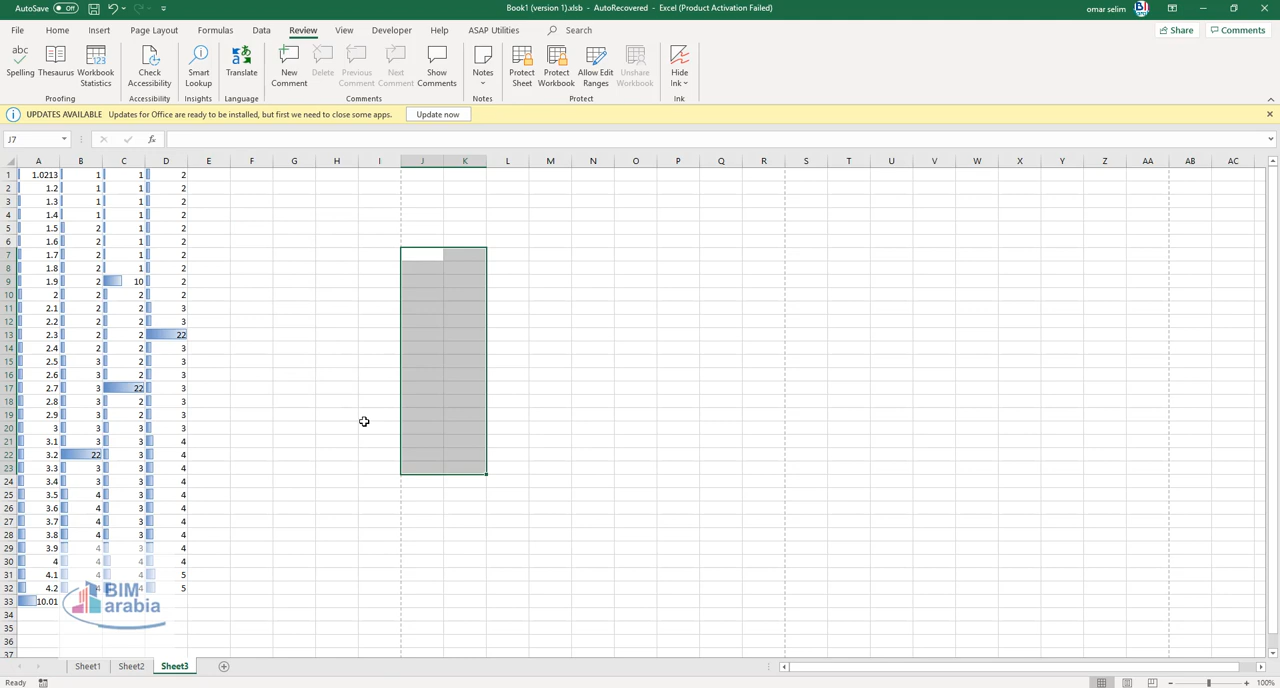 AutoSave Off Book1 (version 1).xlsb - AutoRecovered - Excel (Product Activation Failed) omar selim
File Home Insert Page Layout Formulas Data Review View Developer Help ASAP Utilities Search Share Comments
Spelling Thesaurus Workbook Statistics Check Accessibility Smart Lookup Translate New Comment Delete Previous Comment Next Comment Show Comments Notes Protect Sheet Protect Workbook Allow Edit Ranges Unshare Workbook Hide Ink
Proofing Accessibility Insights Language Comments Notes Protect Ink
UPDATES AVAILABLE Updates for Office are ready to be installed, but first we need to close some apps. Update now
J7 fx
A B C D E F G H I J K L M N O P Q R S T U V W X Y Z AA AB AC
1 1.0213 1 1 2
2 1.2 1 1 2
3 1.3 1 1 2
4 1.4 1 1 2
5 1.5 2 1 2
6 1.6 2 1 2
7 1.7 2 1 2
8 1.8 2 1 2
9 1.9 2 10 2
10 2 2 2 2
11 2.1 2 2 3
12 2.2 2 2 3
13 2.3 2 2 22
14 2.4 2 2 3
15 2.5 3 2 3
16 2.6 3 2 3
17 2.7 3 22 3
18 2.8 3 2 3
19 2.9 3 2 3
20 3 3 3 3
21 3.1 3 3 4
22 3.2 22 3 4
23 3.3 3 3 4
24 3.4 3 3 4
25 3.5 4 3 4
26 3.6 4 3 4
27 3.7 4 3 4
28 3.8 4 3 4
29 3.9 4 3 4
30 4 4 4 4
31 4.1 4 4 5
32 4.2 4 4 5
33 10.01
34
35
36
37
BIM
arabia
Sheet1 Sheet2 Sheet3
Ready 100%